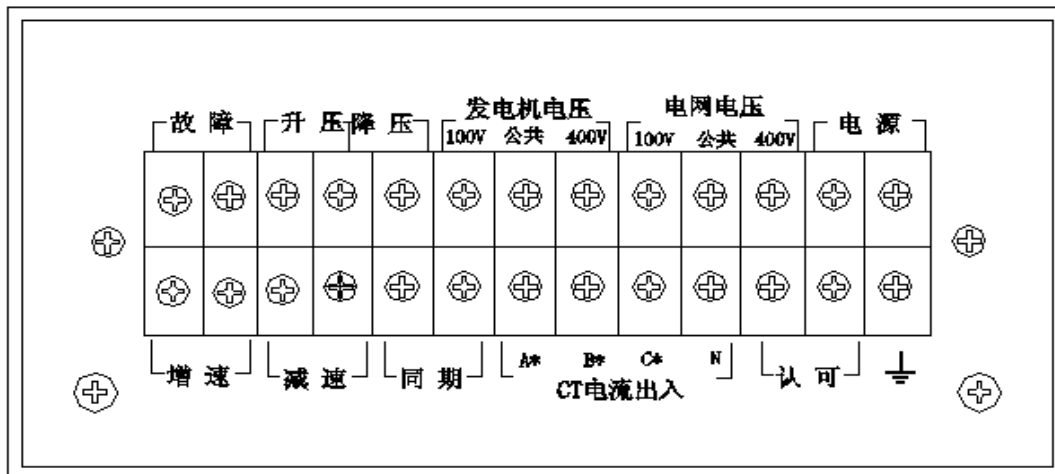 故障 升压降压 发电机电压 电网电压 电源
100V 公共 400V 100V 公共 400V
增速 减速 同期 A* B* C* N 认可
CT电流出入